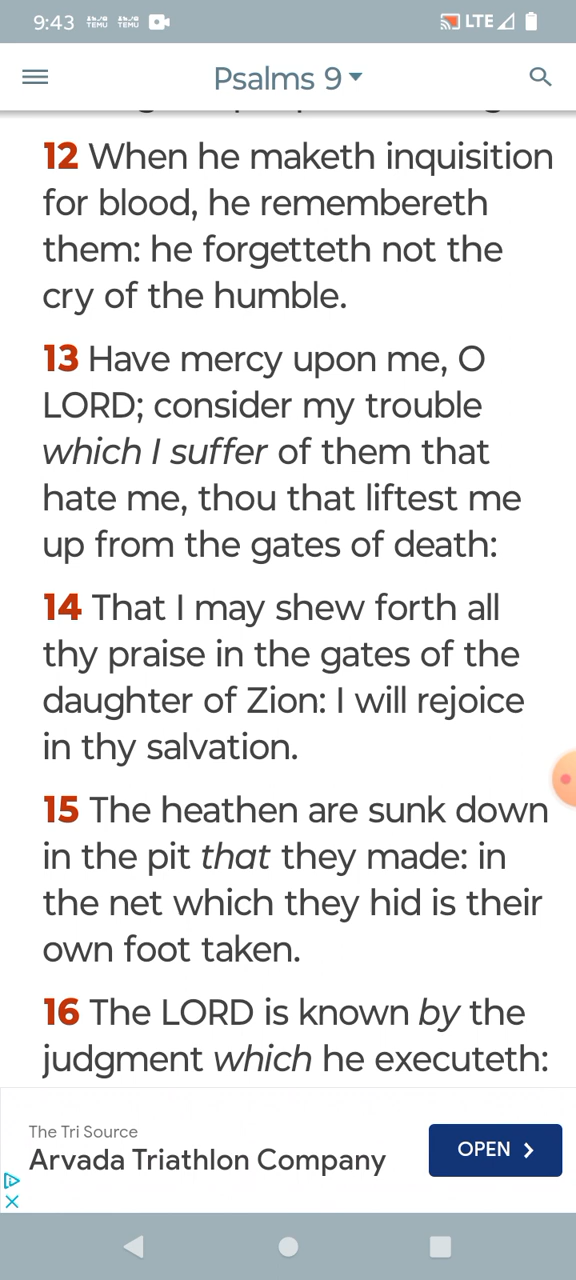 9:43 TEMU TEMU LTE
Psalms 9
12 When he maketh inquisition
for blood, he remembereth
them: he forgetteth not the
cry of the humble.
13 Have mercy upon me, O
LORD; consider my trouble
which I suffer of them that
hate me, thou that liftest me
up from the gates of death:
14 That I may shew forth all
thy praise in the gates of the
daughter of Zion: I will rejoice
in thy salvation.
15 The heathen are sunk down
in the pit that they made: in
the net which they hid is their
own foot taken.
16 The LORD is known by the
judgment which he executeth:
The Tri Source
Arvada Triathlon Company
OPEN